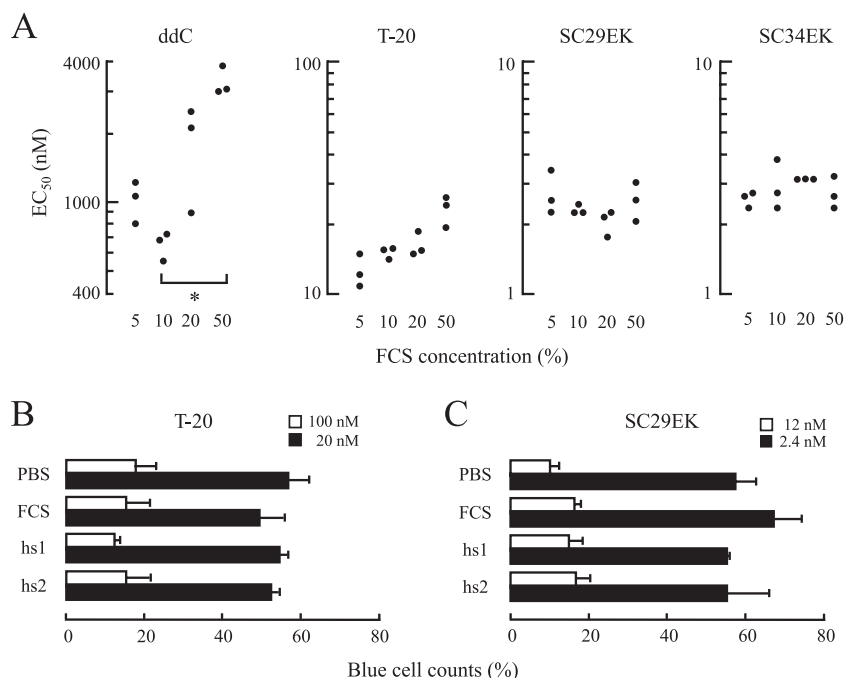 A
ddC
T-20
SC29EK
SC34EK
EC50 (nM)
4000
1000
400
*
5 10 20 50
100
10
5 10 20 50
10
1
5 10 20 50
10
1
5 10 20 50
FCS concentration (%)
B
T-20
100 nM
20 nM
PBS
FCS
hs1
hs2
0 20 40 60 80
C
SC29EK
12 nM
2.4 nM
PBS
FCS
hs1
hs2
0 20 40 60 80
Blue cell counts (%)